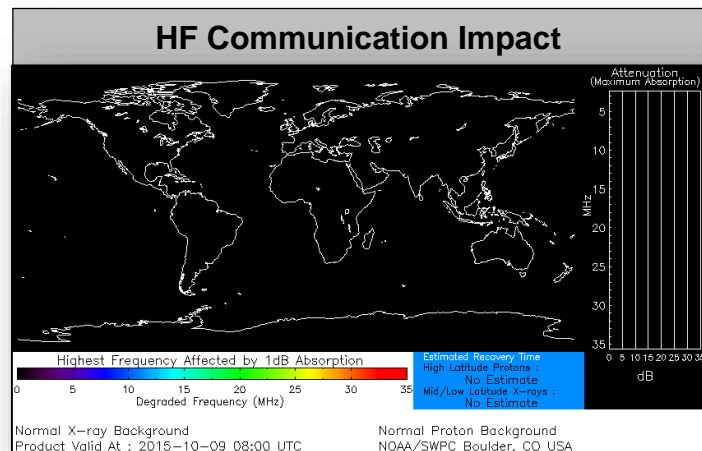 HF Communication Impact
Attenuation
(Maximum Absorption)
5
10
15
20
25
30
35
MHz
0 5 10 15 20 25 30 35
dB
Highest Frequency Affected by 1dB Absorption
0 5 10 15 20 25 30 35
Degraded Frequency (MHz)
Estimated Recovery Time
High Latitude Protons :
No Estimate
Mid/Low Latitude X-rays :
No Estimate
Normal X-ray Background
Product Valid At : 2015-10-09 08:00 UTC
Normal Proton Background
NOAA/SWPC Boulder, CO USA